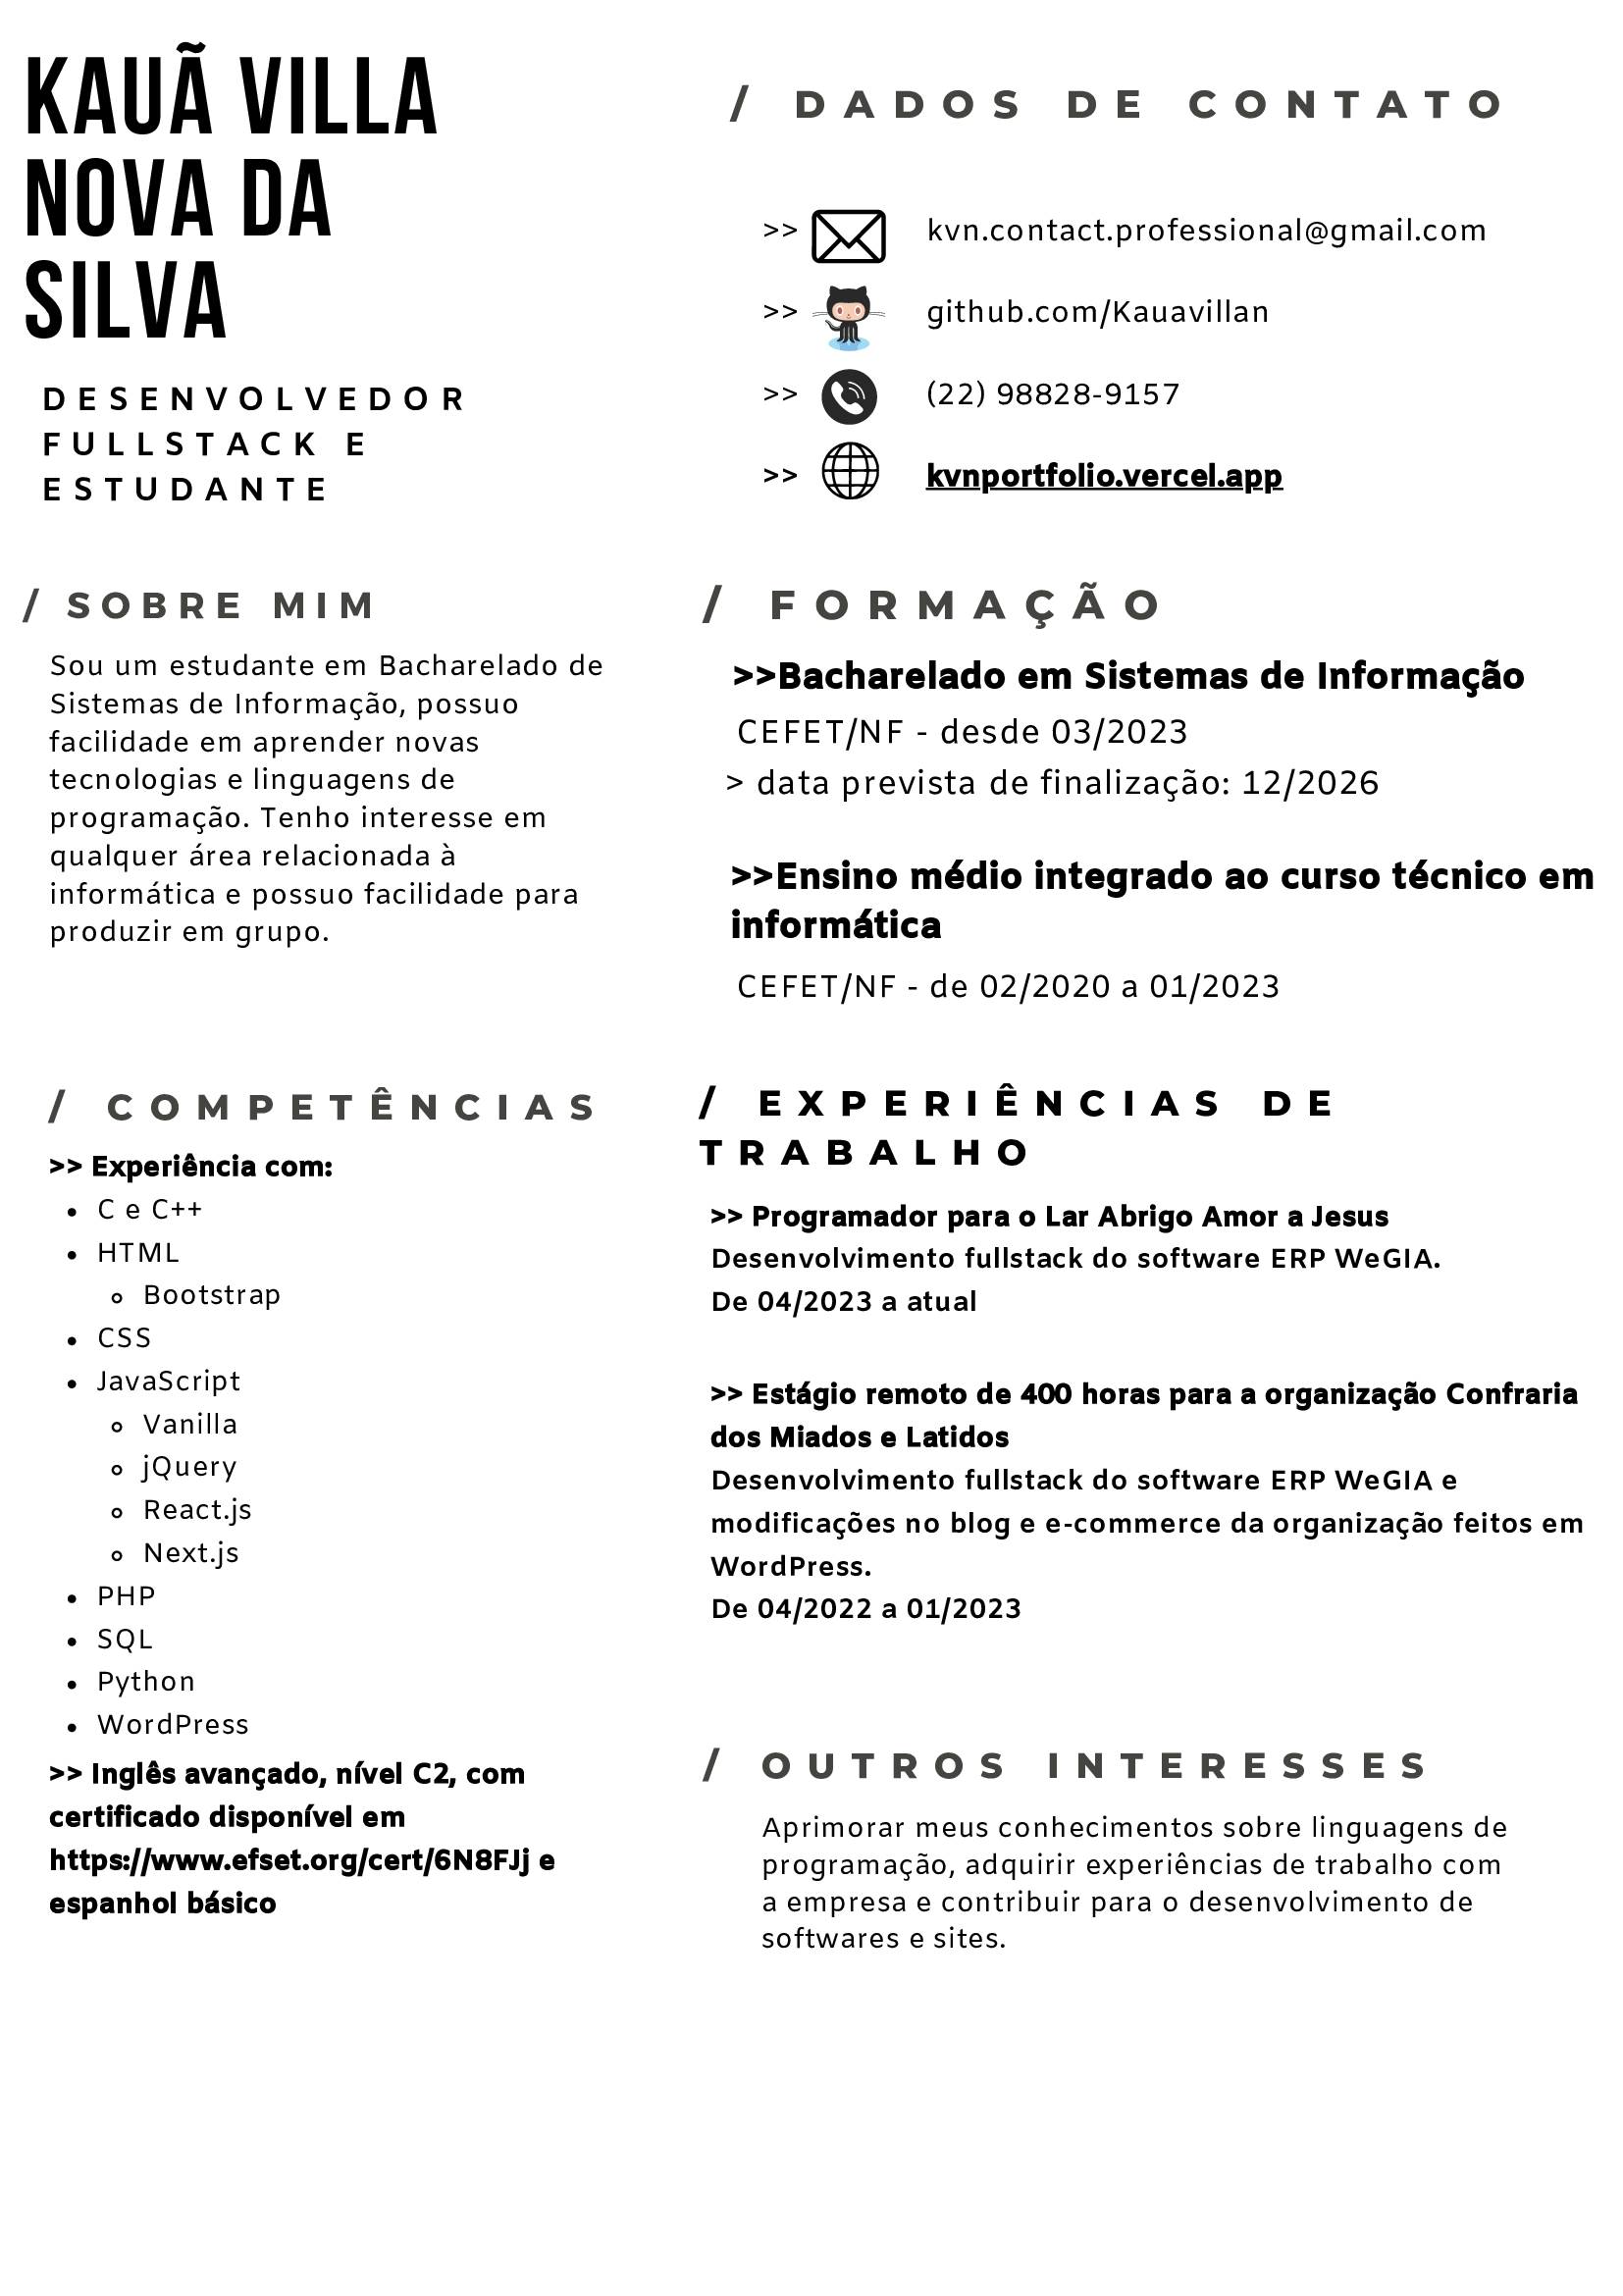 KAUÃ VILLA
NOVA DA
SILVA
DESENVOLVEDOR
FULLSTACK E
ESTUDANTE
/ DADOS DE CONTATO
>> kvn.contact.professional@gmail.com
>> github.com/Kauavillan
>> (22) 98828-9157
>> kvnportfolio.vercel.app
/ SOBRE MIM
Sou um estudante em Bacharelado de
Sistemas de Informação, possuo
facilidade em aprender novas
tecnologias e linguagens de
programação. Tenho interesse em
qualquer área relacionada à
informática e possuo facilidade para
produzir em grupo.
/ FORMAÇÃO
>>Bacharelado em Sistemas de Informação
CEFET/NF - desde 03/2023
> data prevista de finalização: 12/2026
>>Ensino médio integrado ao curso técnico em
informática
CEFET/NF - de 02/2020 a 01/2023
/ COMPETÊNCIAS
>> Experiência com:
• C e C++
• HTML
◦ Bootstrap
• CSS
• JavaScript
◦ Vanilla
◦ jQuery
◦ React.js
◦ Next.js
• PHP
• SQL
• Python
• WordPress
>> Inglês avançado, nível C2, com
certificado disponível em
https://www.efset.org/cert/6N8FJj e
espanhol básico
/ EXPERIÊNCIAS DE
TRABALHO
>> Programador para o Lar Abrigo Amor a Jesus
Desenvolvimento fullstack do software ERP WeGIA.
De 04/2023 a atual
>> Estágio remoto de 400 horas para a organização Confraria
dos Miados e Latidos
Desenvolvimento fullstack do software ERP WeGIA e
modificações no blog e e-commerce da organização feitos em
WordPress.
De 04/2022 a 01/2023
/ OUTROS INTERESSES
Aprimorar meus conhecimentos sobre linguagens de
programação, adquirir experiências de trabalho com
a empresa e contribuir para o desenvolvimento de
softwares e sites.